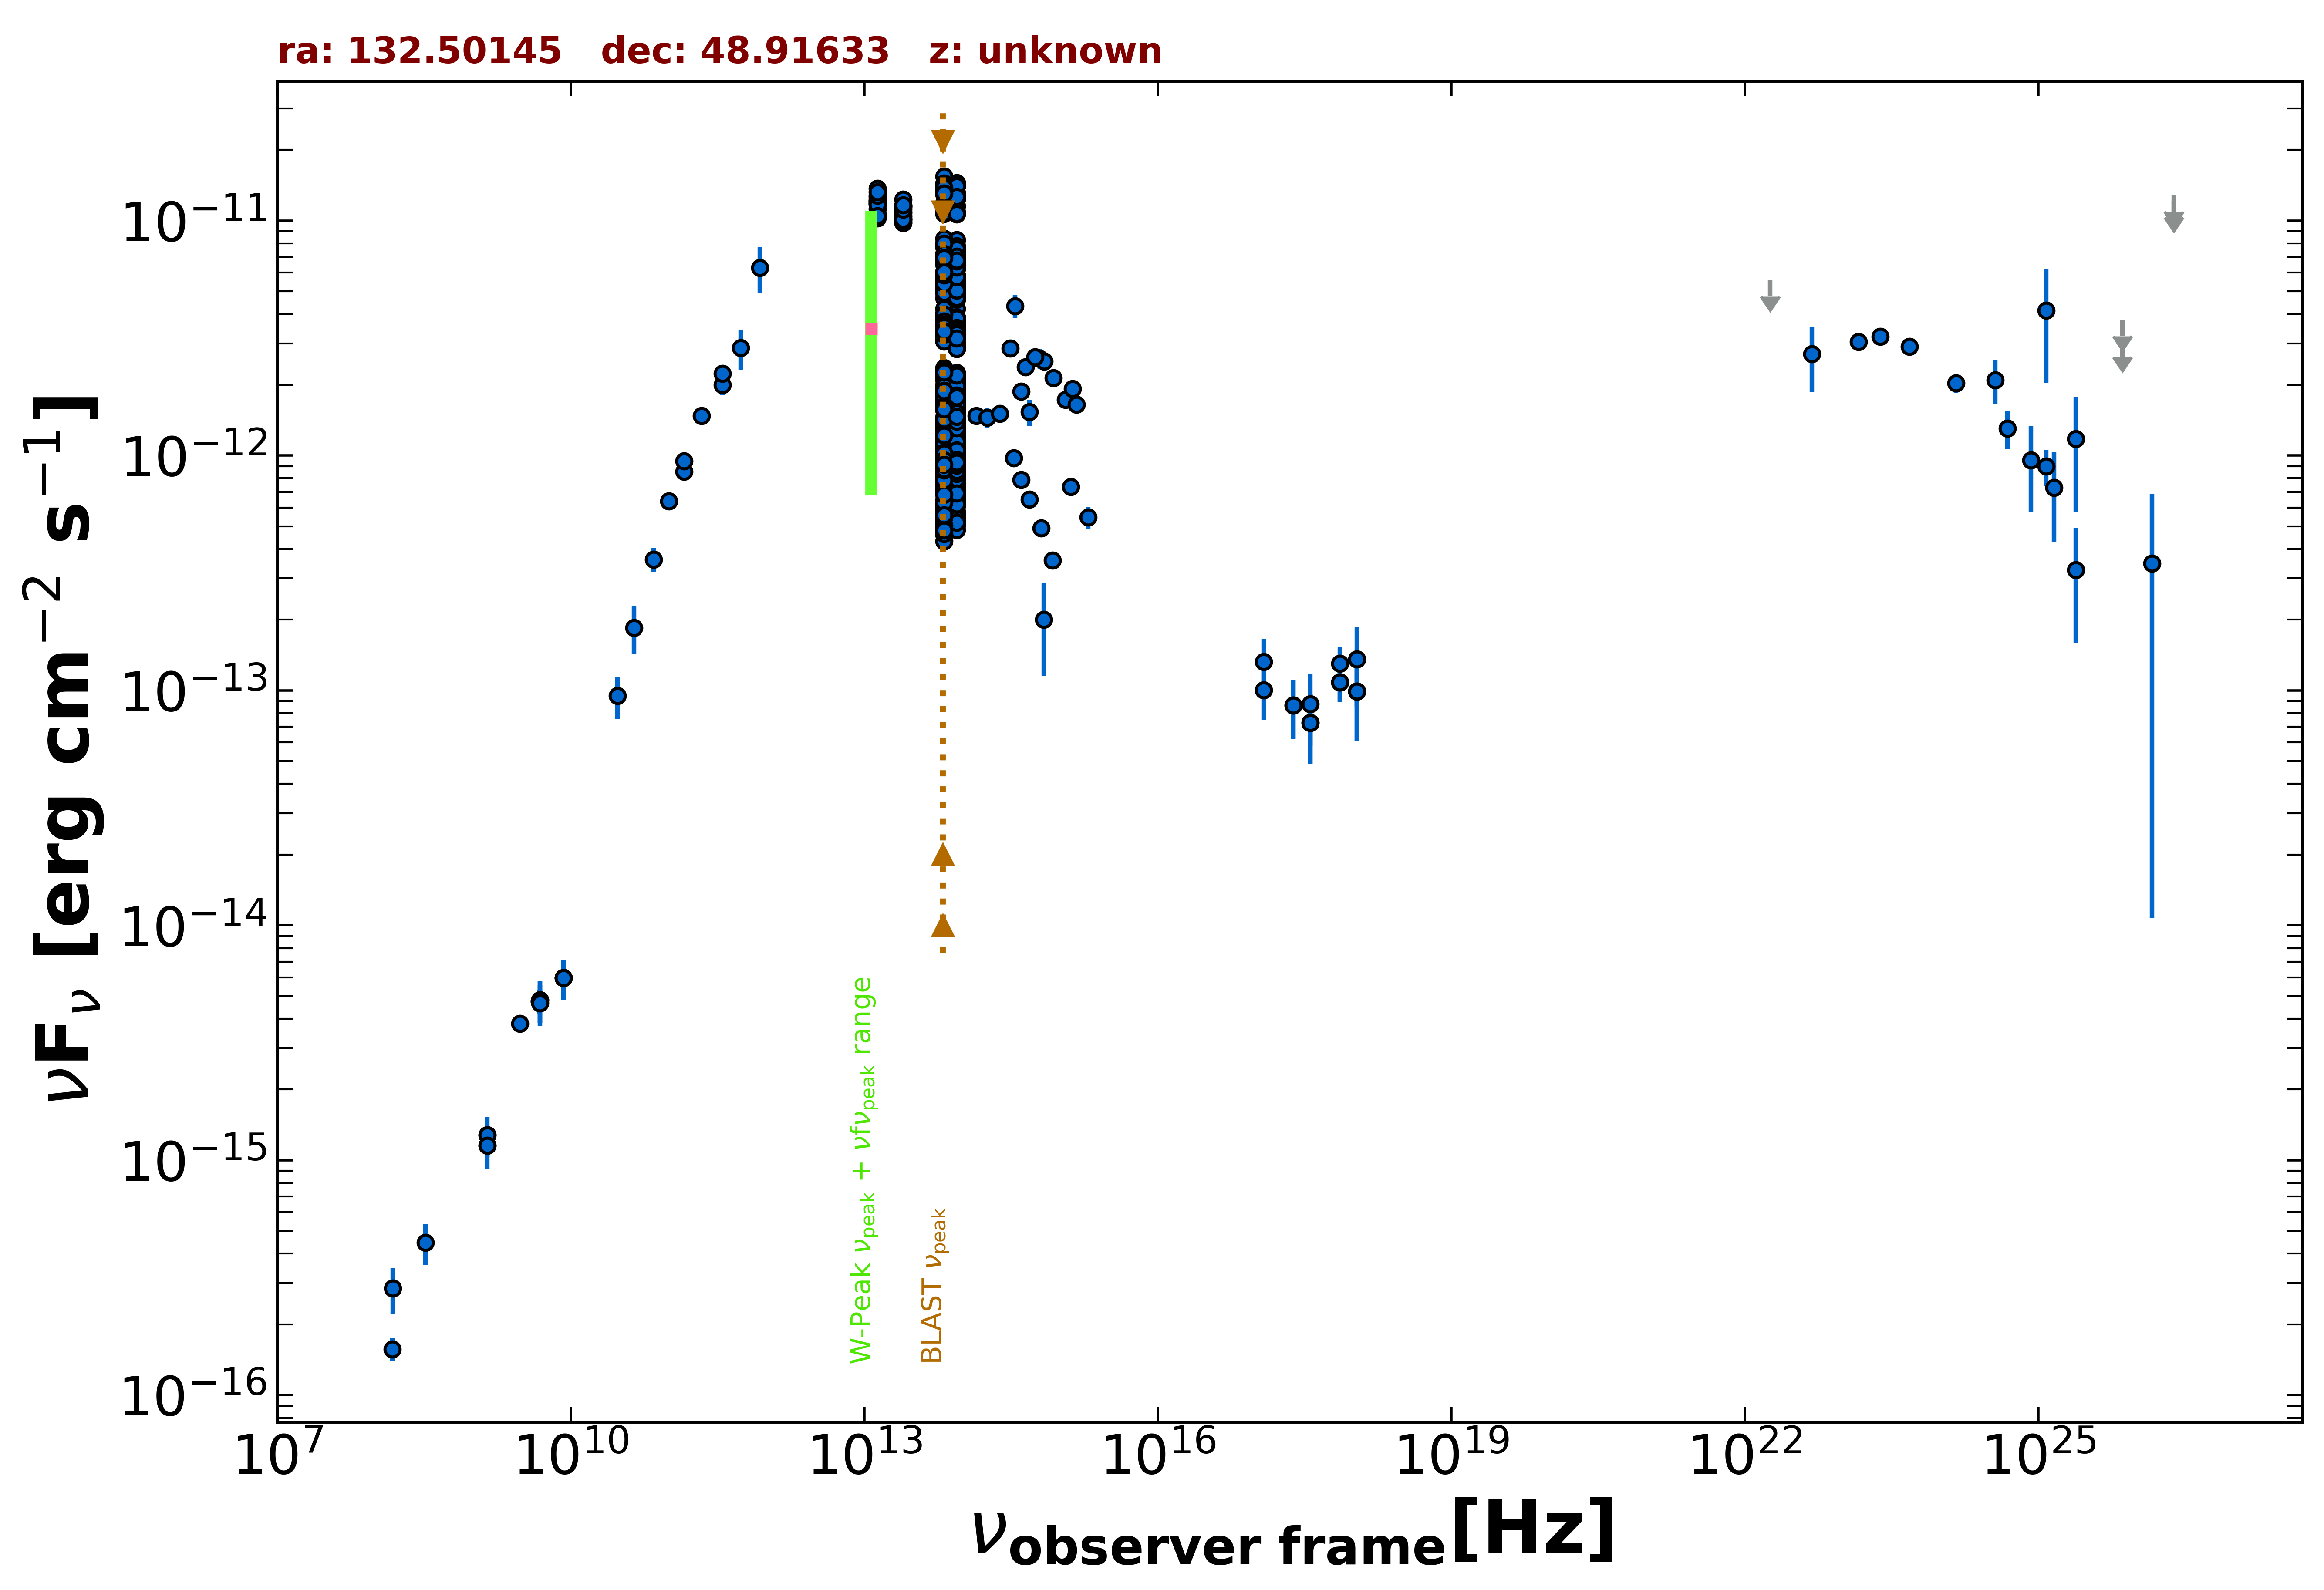 ra: 132.50145 dec: 48.91633 z: unknown
νFν [erg cm−2 s−1]
10−11
10−12
10−13
10−14
10−15
10−16
W-Peak νpeak + νfνpeak range
BLAST νpeak
107 1010 1013 1016 1019 1022 1025
νobserver frame[Hz]